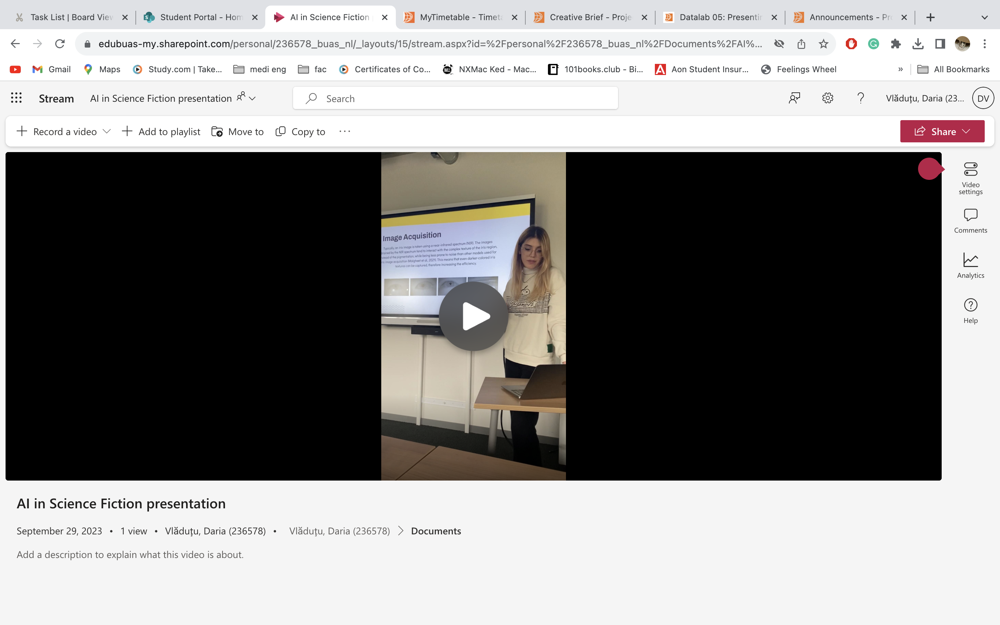 Task List | Board View
Student Portal - Hom
AI in Science Fiction
MyTimetable - Timeta
Creative Brief - Proje
Datalab 05: Presentin
Announcements - Pro
edubuas-my.sharepoint.com/personal/236578_buas_nl/_layouts/15/stream.aspx?id=%2Fpersonal%2F236578_buas_nl%2FDocuments%2FAI%...
Gmail
Maps
Study.com | Take...
medi eng
fac
Certificates of Co...
NXMac Ked - Mac...
101books.club - Bi...
Aon Student Insur...
Feelings Wheel
»
All Bookmarks
Stream
AI in Science Fiction presentation
Search
Vlăduţu, Daria (23...
DV
Record a video
Add to playlist
Move to
Copy to
...
Share
Video
settings
Comments
Analytics
Help
Image Acquisition
Typically, an iris image is taken using a near-infrared spectrum (NIR). The images
by the NIR spectrum tend to interact with the complex texture of the iris region,
of the pigmentation, while being less prone to noise than other models used for
iris image acquisition (Malgheet et al., 2021). This means that even darker-colored iris
textures can be captured, therefore increasing the efficiency.
Peanuts
AI in Science Fiction presentation
September 29, 2023 • 1 view • Vlăduţu, Daria (236578) • Vlăduţu, Daria (236578) > Documents
Add a description to explain what this video is about.